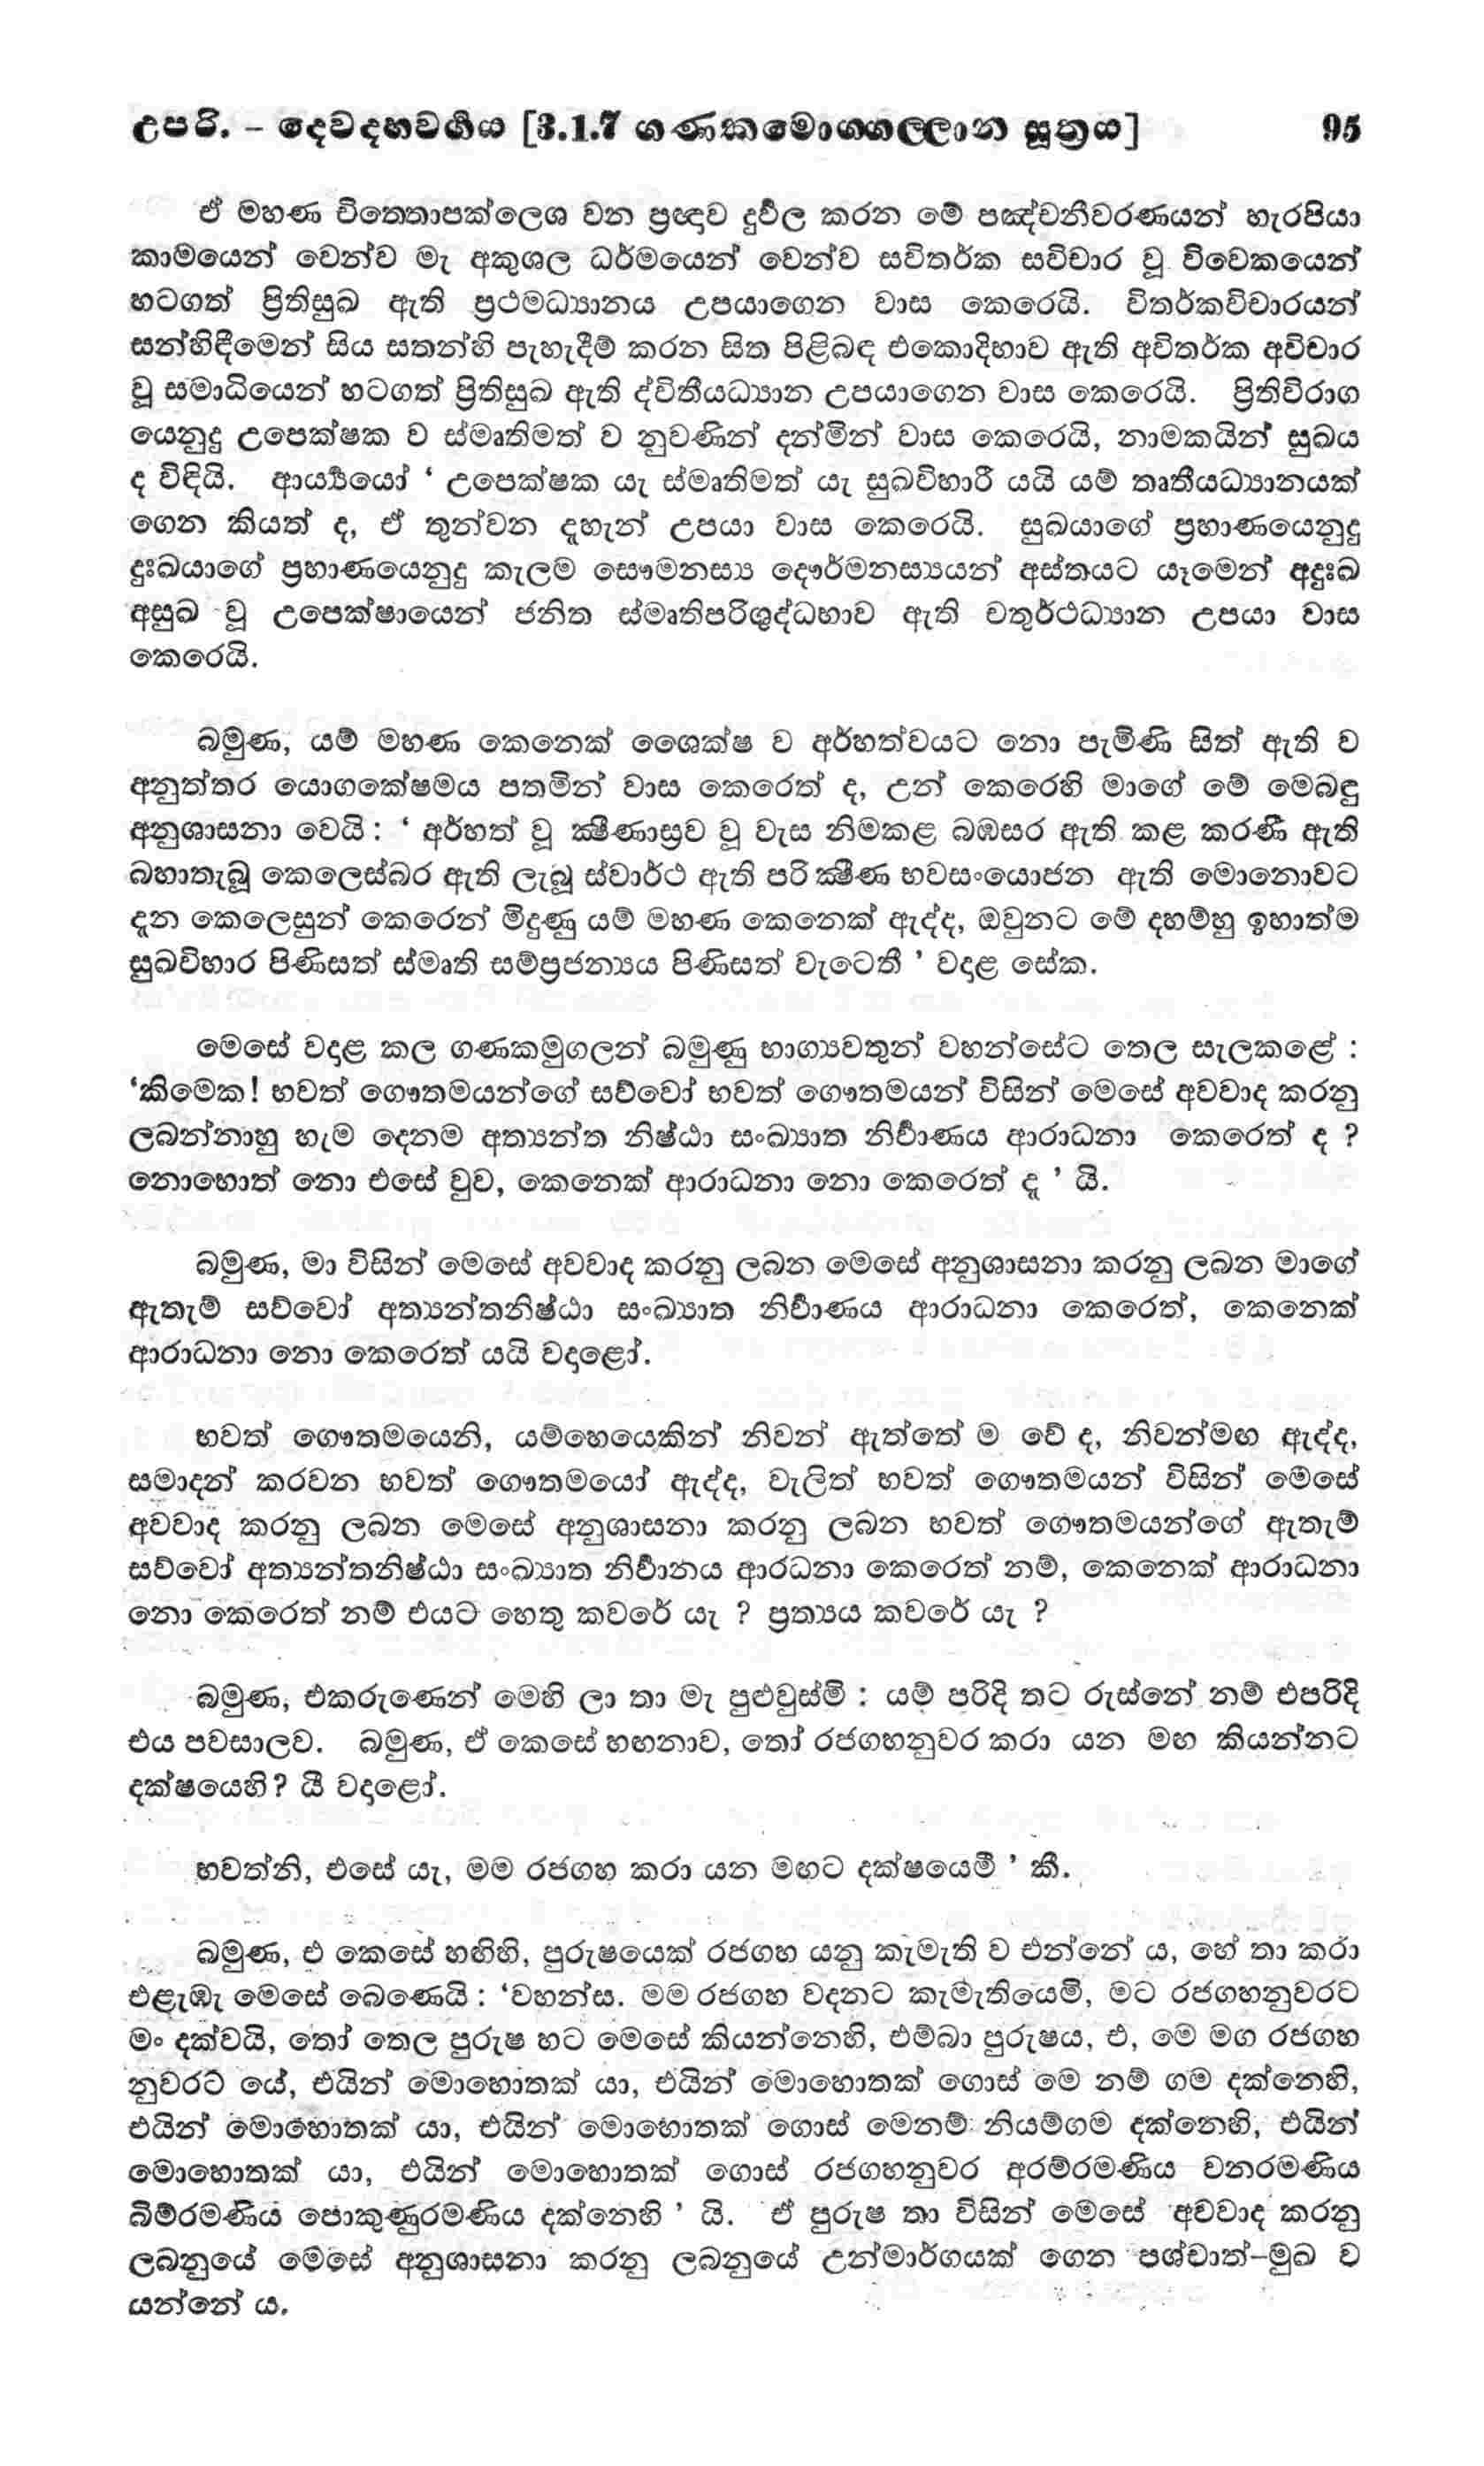 උපරි. – දෙවදහවර්ගය [3.1.7 ගණකමොග්ගල්ලාන සූත්‍රය] 95
ඒ මහණ චිත්තොපක්ලෙශ වන ප්‍රඥාව දුර්වල කරන මේ පඤ්චනීවරණයන් හැරපියා
කාමයෙන් වෙන්ව මැ අකුශල ධර්මයෙන් වෙන්ව සවිතර්ක සවිචාර වූ විවෙකයෙන්
හටගත් ප්‍රිතිසුඛ ඇති ප්‍රථමධ්‍යානය උපයාගෙන වාස කෙරෙයි. විතර්කවිචාරයන්
සන්හිඳීමෙන් සිය සතන්හි පැහැදීම් කරන සිත පිළිබඳ එකොදිභාව ඇති අවිතර්ක අවිචාර
වූ සමාධියෙන් හටගත් ප්‍රිතිසුඛ ඇති ද්විතීයධ්‍යාන උපයාගෙන වාස කෙරෙයි. ප්‍රිතිවිරාග
යෙනුදු උපෙක්ෂක ව ස්මෘතිමත් ව නුවණින් දන්මින් වාස කෙරෙයි, නාමකයින් සුඛය
ද විඳියි. ආර්‍ය්‍යයෝ ‘ උපෙක්ෂක යැ ස්මෘතිමත් යැ සුඛවිහාරී යයි යම් තෘතීයධ්‍යානයක්
ගෙන කියත් ද, ඒ තුන්වන දැහැන් උපයා වාස කෙරෙයි. සුඛයාගේ ප්‍රහාණයෙනුදු
දුඃඛයාගේ ප්‍රහාණයෙනුදු කැලම සෞමනස්‍ය දෞර්මනස්‍යයන් අස්තයට යෑමෙන් අදුඃඛ
අසුඛ වූ උපෙක්ෂායෙන් ජනිත ස්මෘතිපරිශුද්ධභාව ඇති චතුර්ථධ්‍යාන උපයා වාස
කෙරෙයි.
බමුණ, යම් මහණ කෙනෙක් ශෛක්ෂ ව අර්හත්වයට නො පැමිණි සිත් ඇති ව
අනුත්තර යොගක්ෂේමය පතමින් වාස කෙරෙත් ද, උන් කෙරෙහි මාගේ මේ මෙබඳු
අනුශාසනා වෙයි : ‘ අර්හත් වූ ක්ෂීණාස්‍රව වූ වැස නිමකළ බඹසර ඇති කළ කරණී ඇති
බහාතැබූ කෙලෙස්බර ඇති ලැබූ ස්වාර්ථ ඇති පරික්ෂීණ භවසංයොජන ඇති මොනොවට
දැන කෙලෙසුන් කෙරෙන් මිදුණු යම් මහණ කෙනෙක් ඇද්ද, ඔවුනට මේ දහම්හු ඉහාත්ම
සුඛවිහාර පිණිසත් ස්මෘති සම්ප්‍රජන්‍යය පිණිසත් වැටෙතී ’ වදාළ සේක.
මෙසේ වදාළ කල ගණකමුගලන් බමුණු භාග්‍යවතුන් වහන්සේට තෙල සැලකළේ :
‘කිමෙක! භවත් ගෞතමයන්ගේ සව්වෝ භවත් ගෞතමයන් විසින් මෙසේ අවවාද කරනු
ලබන්නාහු හැම දෙනම අත්‍යන්ත නිෂ්ඨා සංඛ්‍යාත නිර්වාණය ආරාධනා කෙරෙත් ද ?
නොහොත් නො එසේ වුව, කෙනෙක් ආරාධනා නො කෙරෙත් දැ ’ යි.
බමුණ, මා විසින් මෙසේ අවවාද කරනු ලබන මෙසේ අනුශාසනා කරනු ලබන මාගේ
ඇතැම් සව්වෝ අත්‍යන්තනිෂ්ඨා සංඛ්‍යාත නිර්වාණය ආරාධනා කෙරෙත්, කෙනෙක්
ආරාධනා නො කෙරෙත් යයි වදාළෝ.
භවත් ගෞතමයෙනි, යම්හෙයෙකින් නිවන් ඇත්තේ ම වේ ද, නිවන්මඟ ඇද්ද,
සමාදන් කරවන භවත් ගෞතමයෝ ඇද්ද, වැලිත් භවත් ගෞතමයන් විසින් මෙසේ
අවවාද කරනු ලබන මෙසේ අනුශාසනා කරනු ලබන භවත් ගෞතමයන්ගේ ඇතැම්
සව්වෝ අත්‍යන්තනිෂ්ඨා සංඛ්‍යාත නිර්වානය ආරධනා කෙරෙත් නම්, කෙනෙක් ආරාධනා
නො කෙරෙත් නම් එයට හෙතු කවරේ යැ ? ප්‍රත්‍යය කවරේ යැ ?
බමුණ, එකරුණෙන් මෙහි ලා තා මැ පුළුවුස්මි : යම් පරිදි තට රුස්නේ නම් එපරිදි
එය පවසාලව. බමුණ, ඒ කෙසේ හඟනාව, තෝ රජගහනුවර කරා යන මඟ කියන්නට
දක්ෂයෙහි? යී වදාළෝ.
භවත්නි, එසේ යැ, මම රජගහ කරා යන මඟට දක්ෂයෙමී ’ කී.
බමුණ, එ කෙසේ හඟිහි, පුරුෂයෙක් රජගහ යනු කැමැති ව එන්නේ ය, හේ තා කරා
එළැඹැ මෙසේ බෙණෙයි : ‘වහන්ස. මම රජගහ වදනට කැමැතියෙමි, මට රජගහනුවරට
මං දක්වයි, තෝ තෙල පුරුෂ හට මෙසේ කියන්නෙහි, එම්බා පුරුෂය, එ, මෙ මග රජගහ
නුවරට යේ, එයින් මොහොතක් යා, එයින් මොහොතක් ගොස් මෙ නම් ගම දක්නෙහි,
එයින් මොහොතක් යා, එයින් මොහොතක් ගොස් මෙනම් නියම්ගම දක්නෙහි, එයින්
මොහොතක් යා, එයින් මොහොතක් ගොස් රජගහනුවර අරම්රමණිය වනරමණිය
බිම්රමණිය පොකුණුරමණිය දක්නෙහි ’ යි. ඒ පුරුෂ තා විසින් මෙසේ අවවාද කරනු
ලබනුයේ මෙසේ අනුශාසනා කරනු ලබනුයේ උන්මාර්ගයක් ගෙන පශ්චාත්–මුඛ ව
යන්නේ ය.